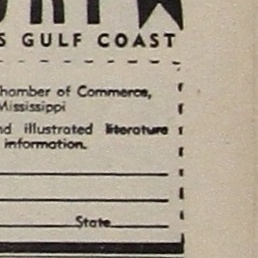 S GULF COAST
hamber of Commerce,
Mississippi
nd illustrated literature
information.
State